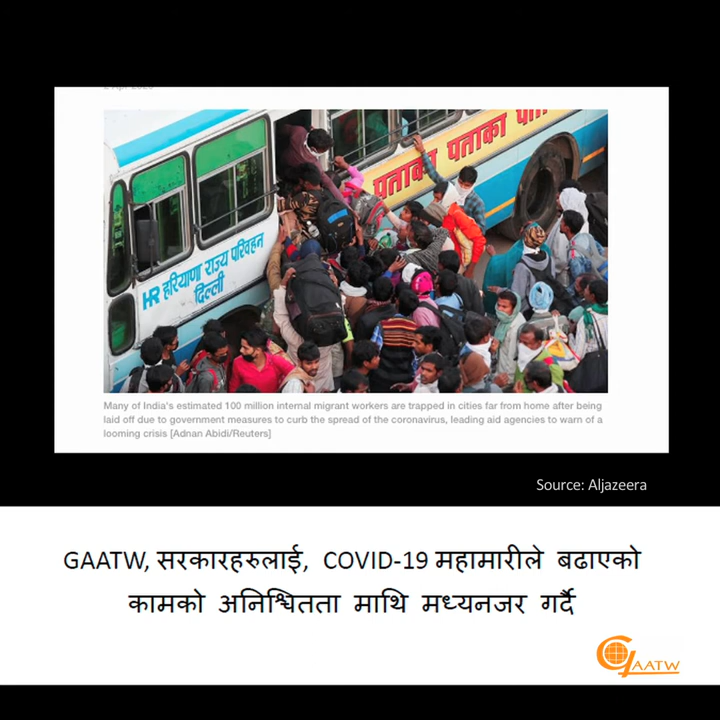 पताका पताका
HR हरियाणा राज्य परिवहन
दिल्ली
Many of India's estimated 100 million internal migrant workers are trapped in cities far from home after being
laid off due to government measures to curb the spread of the coronavirus, leading aid agencies to warn of a
looming crisis [Adnan Abidi/Reuters]
Source: Aljazeera
GAATW, सरकारहरुलाई, COVID-19 महामारीले बढाएको
कामको अनिश्चितता माथि मध्यनजर गर्दै
GAATW